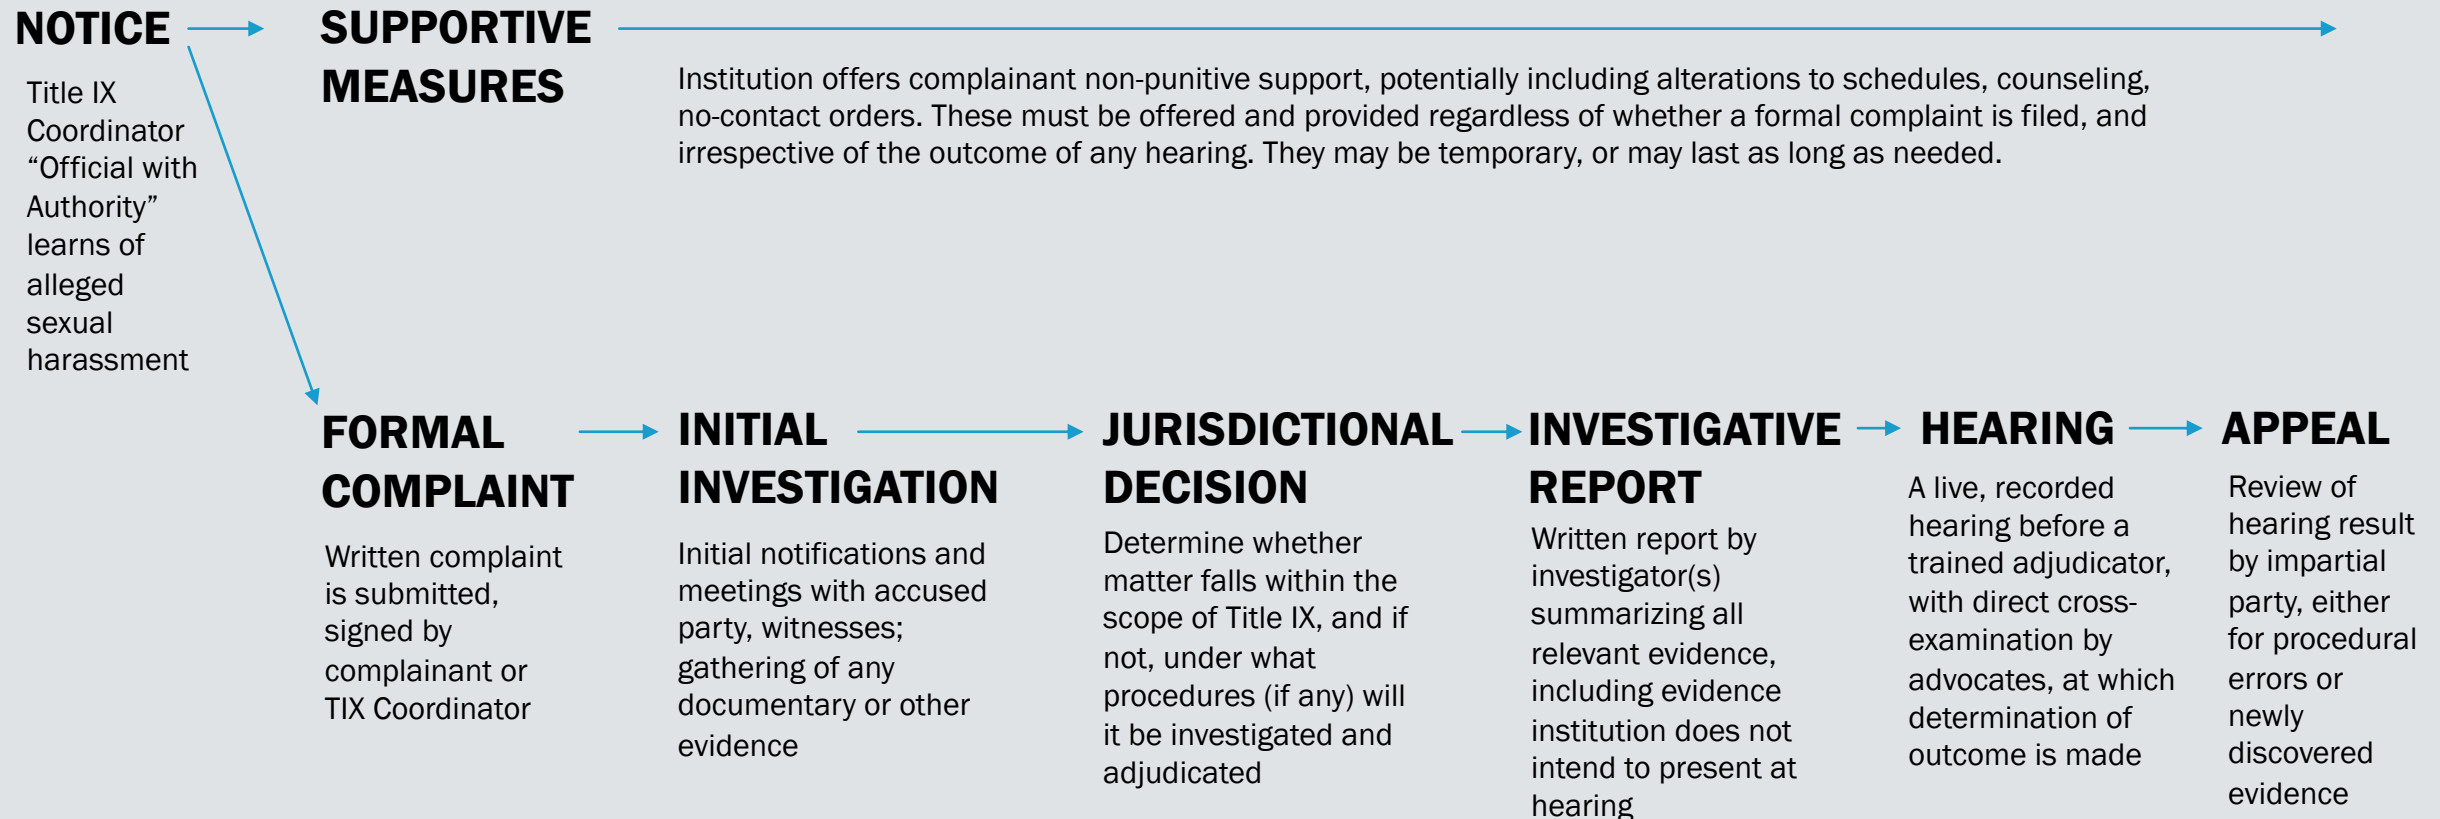 NOTICE
Title IX
Coordinator
“Official with
Authority”
learns of
alleged
sexual
harassment
SUPPORTIVE
MEASURES
Institution offers complainant non-punitive support, potentially including alterations to schedules, counseling,
no-contact orders. These must be offered and provided regardless of whether a formal complaint is filed, and
irrespective of the outcome of any hearing. They may be temporary, or may last as long as needed.
FORMAL
COMPLAINT
Written complaint
is submitted,
signed by
complainant or
TIX Coordinator
INITIAL
INVESTIGATION
Initial notifications and
meetings with accused
party, witnesses;
gathering of any
documentary or other
evidence
JURISDICTIONAL
DECISION
Determine whether
matter falls within the
scope of Title IX, and if
not, under what
procedures (if any) will
it be investigated and
adjudicated
INVESTIGATIVE
REPORT
Written report by
investigator(s)
summarizing all
relevant evidence,
including evidence
institution does not
intend to present at
hearing
HEARING
A live, recorded
hearing before a
trained adjudicator,
with direct cross-
examination by
advocates, at which
determination of
outcome is made
APPEAL
Review of
hearing result
by impartial
party, either
for procedural
errors or
newly
discovered
evidence